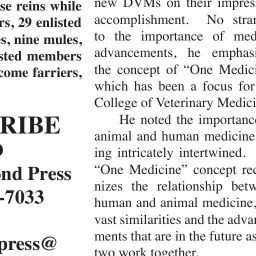 se reins while
rs, 29 enlisted
es, nine mules,
sted members
come farriers,
RIBE
ond Press
-7033
press@
new DVMs on their impres
accomplishment. No stran
to the importance of med
advancements, he emphasi
the concept of "One Medici
which has been a focus for
College of Veterinary Medici
He noted the importance
animal and human medicine
ing intricately intertwined.
"One Medicine" concept rec
nizes the relationship betw
human and animal medicine,
vast similarities and the advan
ments that are in the future as
two work together.